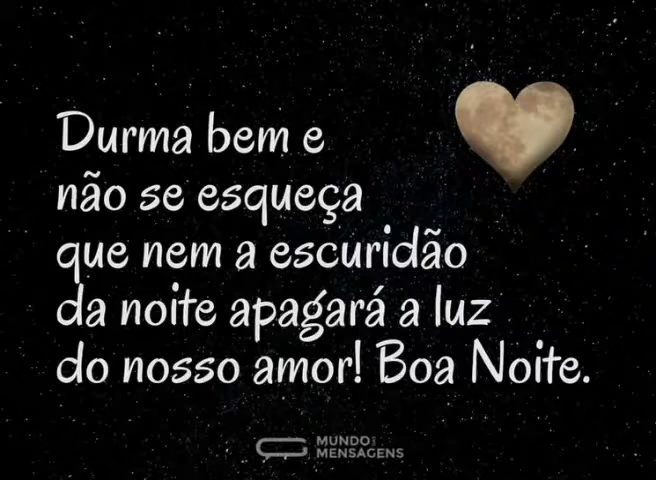 Durma bem e
não se esqueça
que nem a escuridão
da noite apagará a luz
do nosso amor! Boa Noite.
MUNDO DAS
MENSAGENS